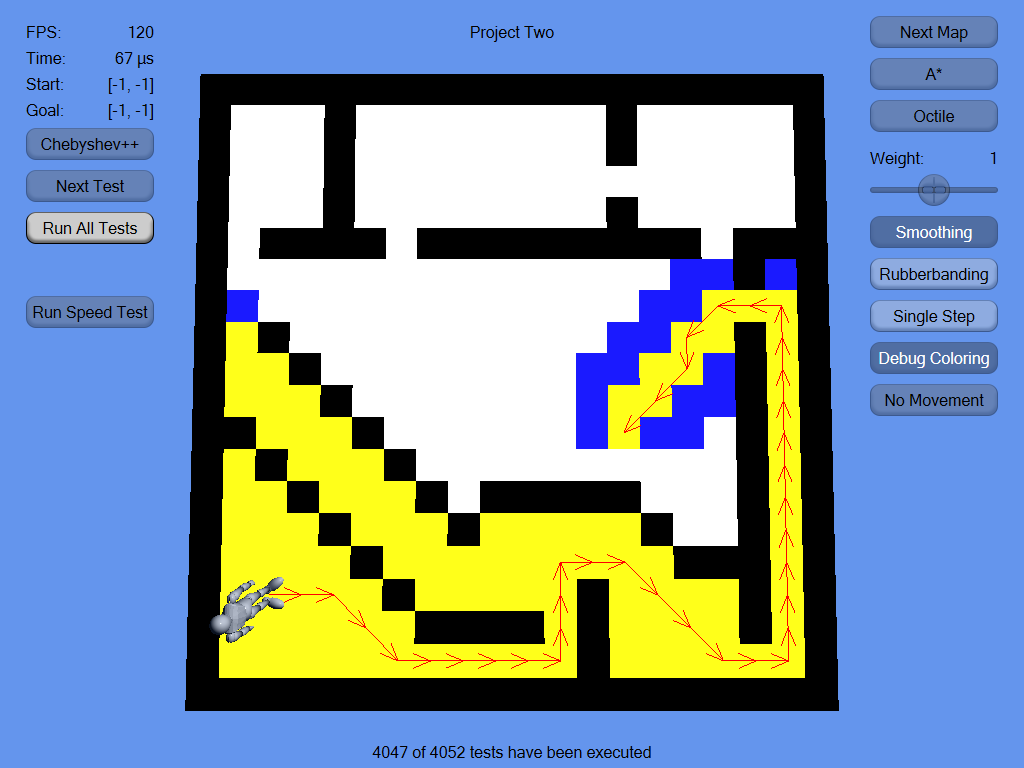 FPS: 120
Time: 67 µs
Start: [-1, -1]
Goal: [-1, -1]
Chebyshev++
Next Test
Run All Tests
Run Speed Test
Project Two
Next Map
A*
Octile
Weight: 1
Smoothing
Rubberbanding
Single Step
Debug Coloring
No Movement
4047 of 4052 tests have been executed